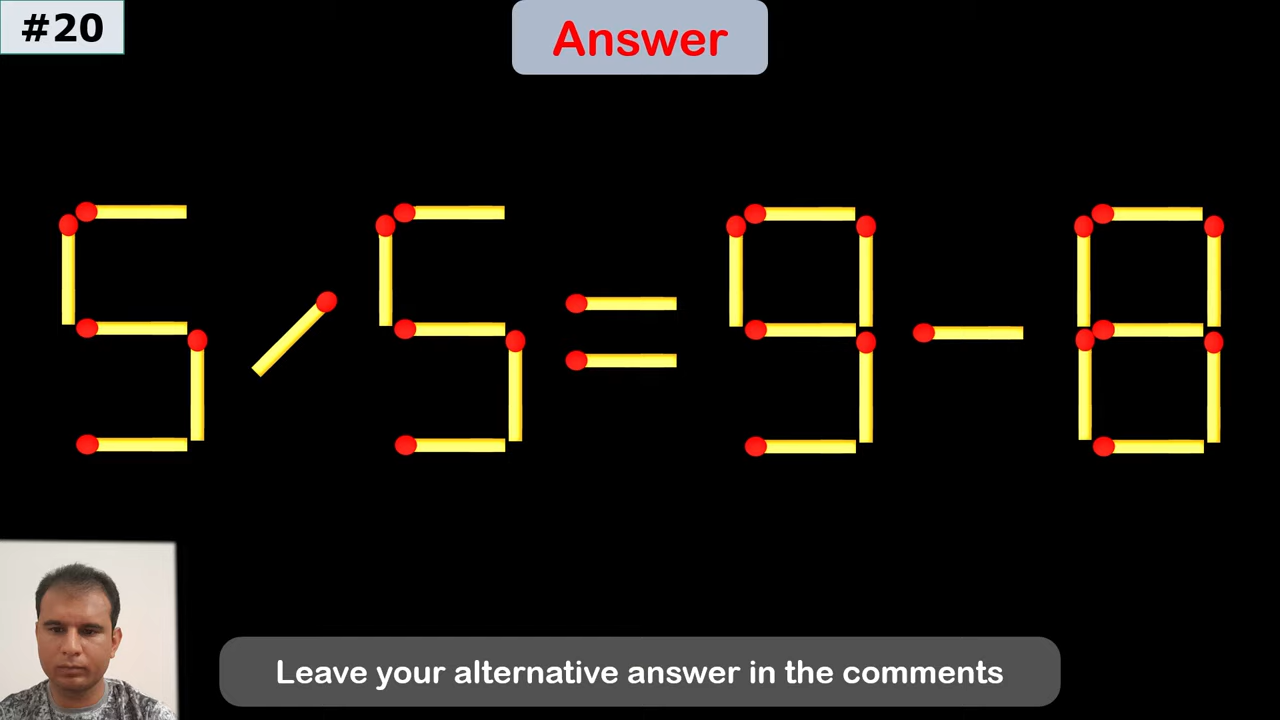 #20
Answer
5 / 5 = 9 - 8
Leave your alternative answer in the comments